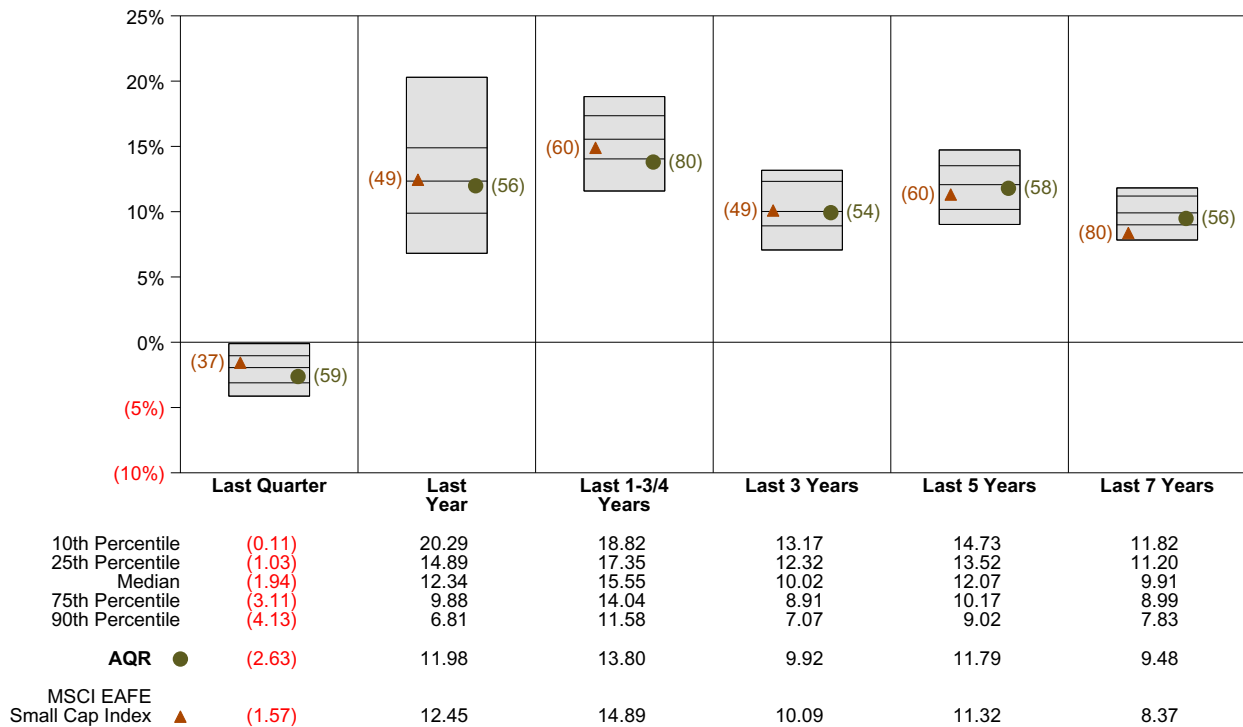 25%
20%
15%
10%
5%
0%
(5%)
(10%)
(37)
(59)
(49)
(56)
(60)
(80)
(49)
(54)
(60)
(58)
(80)
(56)
Last Quarter Last Year Last 1-3/4 Years Last 3 Years Last 5 Years Last 7 Years
10th Percentile (0.11) 20.29 18.82 13.17 14.73 11.82
25th Percentile (1.03) 14.89 17.35 12.32 13.52 11.20
Median (1.94) 12.34 15.55 10.02 12.07 9.91
75th Percentile (3.11) 9.88 14.04 8.91 10.17 8.99
90th Percentile (4.13) 6.81 11.58 7.07 9.02 7.83
AQR (2.63) 11.98 13.80 9.92 11.79 9.48
MSCI EAFE
Small Cap Index (1.57) 12.45 14.89 10.09 11.32 8.37